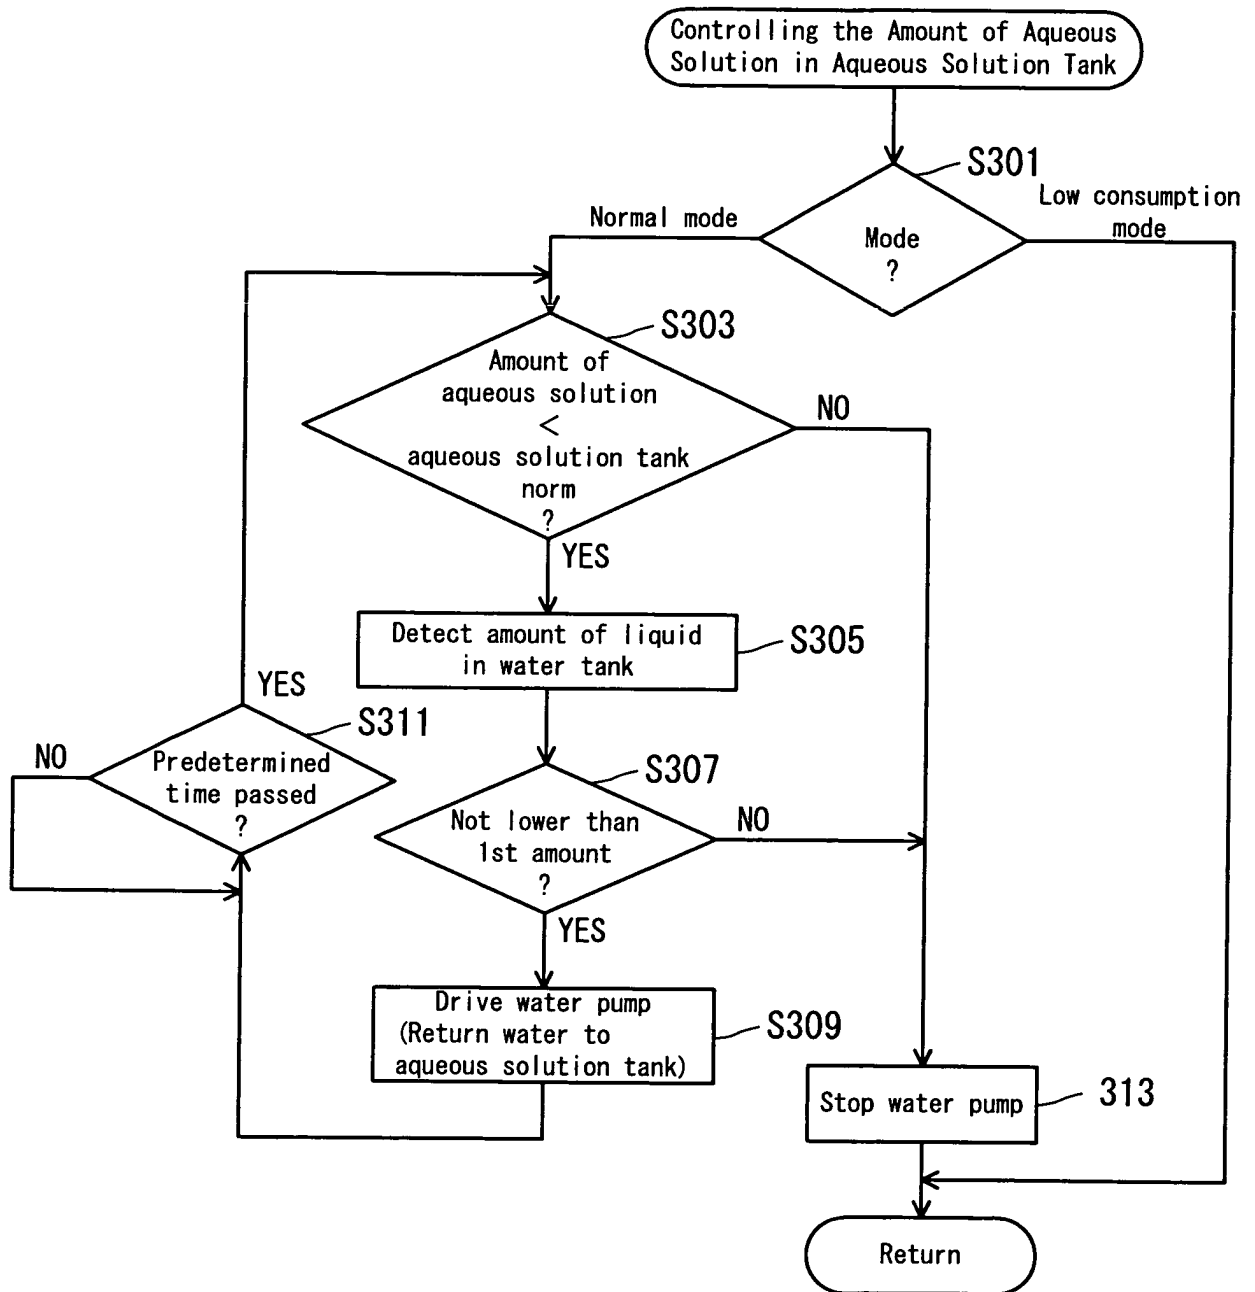 Controlling the Amount of Aqueous
Solution in Aqueous Solution Tank
S301
Low consumption
mode
Normal mode
Mode
?
S303
Amount of
aqueous solution
<
aqueous solution tank
norm
?
NO
YES
Detect amount of liquid
in water tank
S305
YES
S311
NO
Predetermined
time passed
?
S307
Not lower than
1st amount
?
NO
YES
Drive water pump
(Return water to
aqueous solution tank)
S309
Stop water pump
313
Return